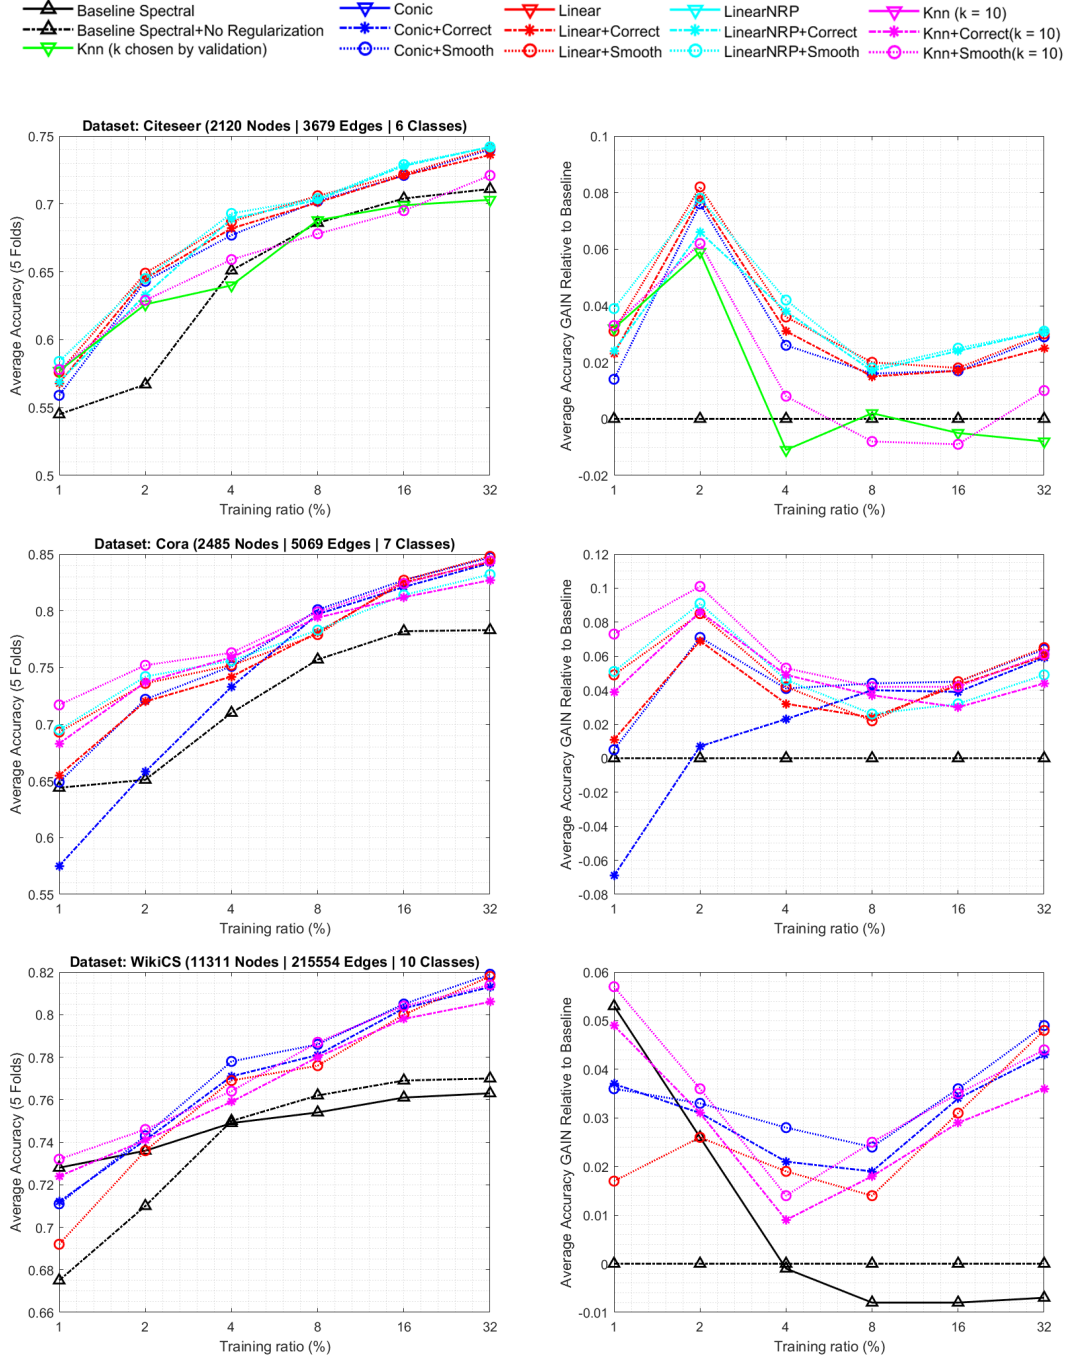 Baseline Spectral
Baseline Spectral+No Regularization
Knn (k chosen by validation)
Conic
Conic+Correct
Conic+Smooth
Linear
Linear+Correct
Linear+Smooth
LinearNRP
LinearNRP+Correct
LinearNRP+Smooth
Knn (k = 10)
Knn+Correct(k = 10)
Knn+Smooth(k = 10)
Dataset: Citeseer (2120 Nodes | 3679 Edges | 6 Classes)
Average Accuracy (5 Folds)
0.75
0.7
0.65
0.6
0.55
0.5
1 2 4 8 16 32
Training ratio (%)
Average Accuracy GAIN Relative to Baseline
0.1
0.08
0.06
0.04
0.02
0
-0.02
1 2 4 8 16 32
Training ratio (%)
Dataset: Cora (2485 Nodes | 5069 Edges | 7 Classes)
Average Accuracy (5 Folds)
0.85
0.8
0.75
0.7
0.65
0.6
0.55
1 2 4 8 16 32
Training ratio (%)
Average Accuracy GAIN Relative to Baseline
0.12
0.1
0.08
0.06
0.04
0.02
0
-0.02
-0.04
-0.06
-0.08
1 2 4 8 16 32
Training ratio (%)
Dataset: WikiCS (11311 Nodes | 215554 Edges | 10 Classes)
Average Accuracy (5 Folds)
0.82
0.8
0.78
0.76
0.74
0.72
0.7
0.68
0.66
1 2 4 8 16 32
Training ratio (%)
Average Accuracy GAIN Relative to Baseline
0.06
0.05
0.04
0.03
0.02
0.01
0
-0.01
1 2 4 8 16 32
Training ratio (%)